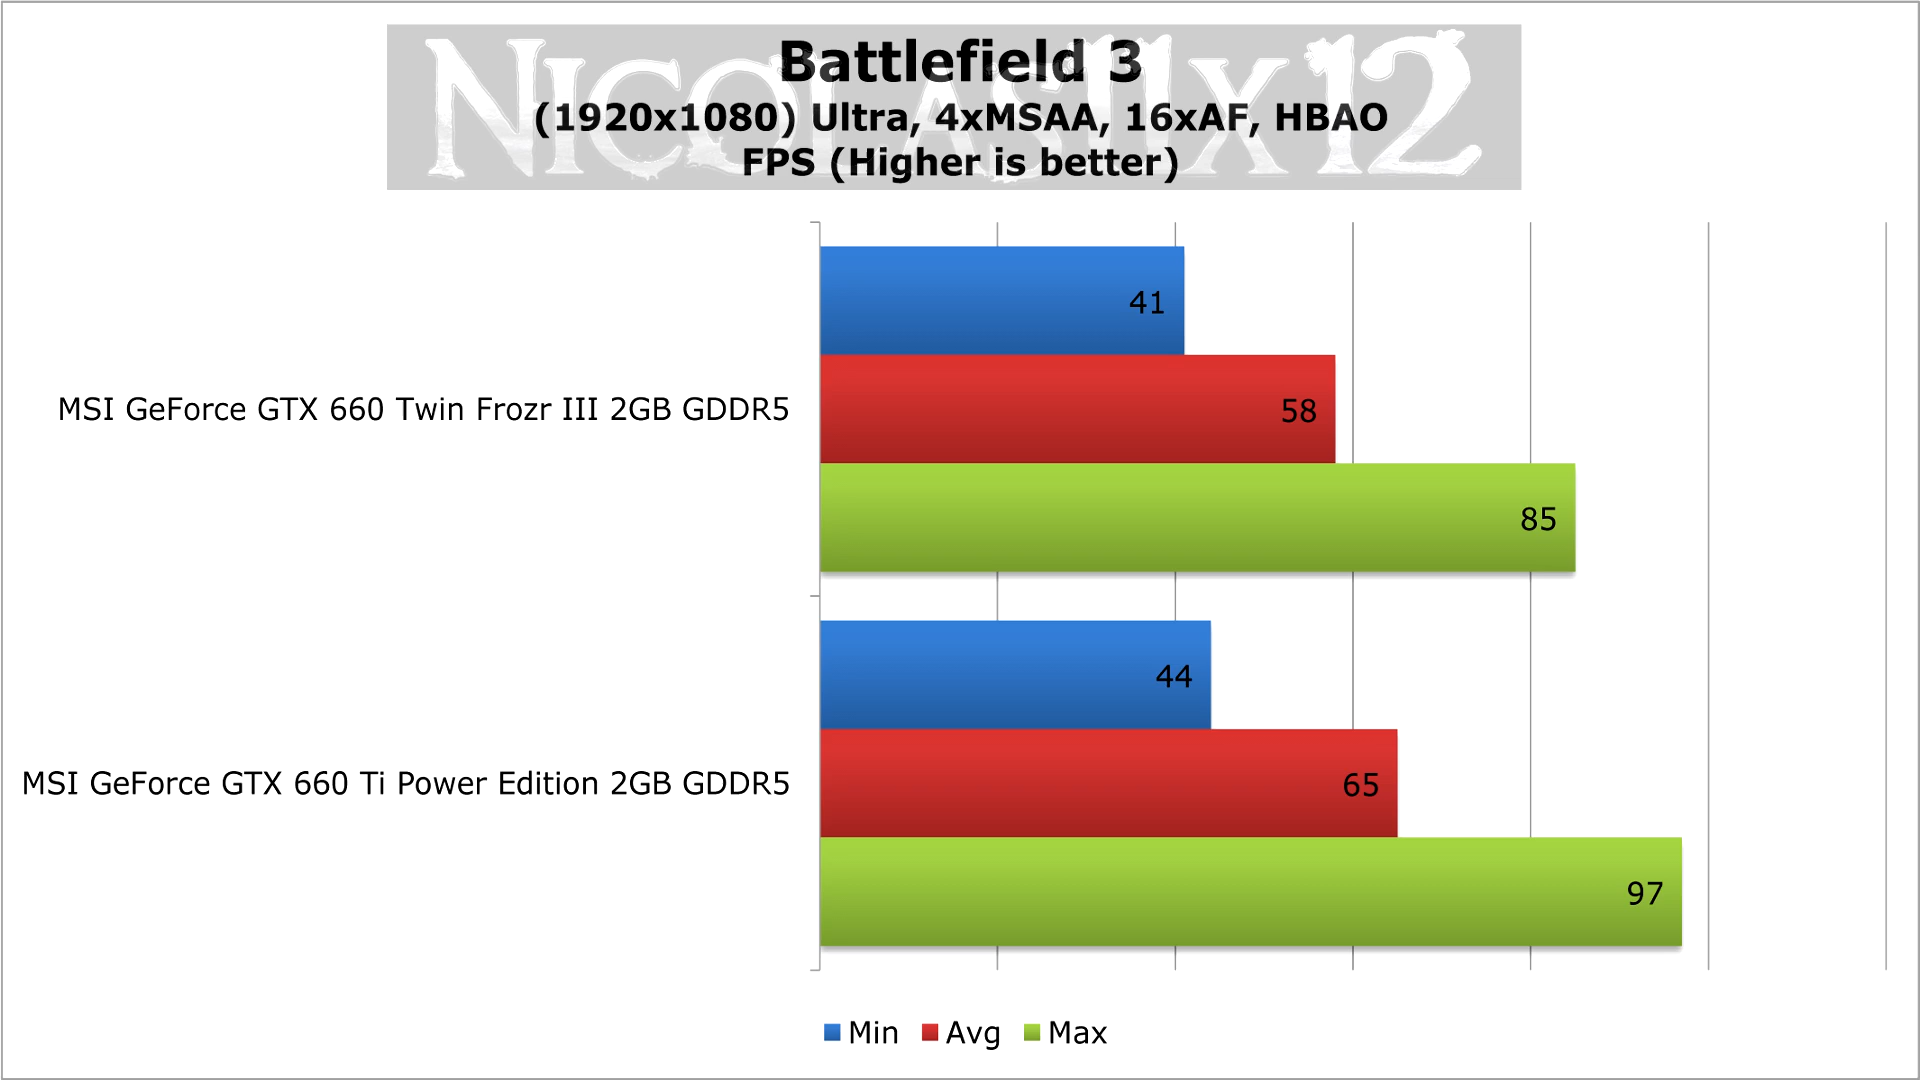 Nicolas11x12
Battlefield 3
(1920x1080) Ultra, 4xMSAA, 16xAF, HBAO
FPS (Higher is better)
41
MSI GeForce GTX 660 Twin Frozr III 2GB GDDR5
58
85
44
MSI GeForce GTX 660 Ti Power Edition 2GB GDDR5
65
97
Min Avg Max